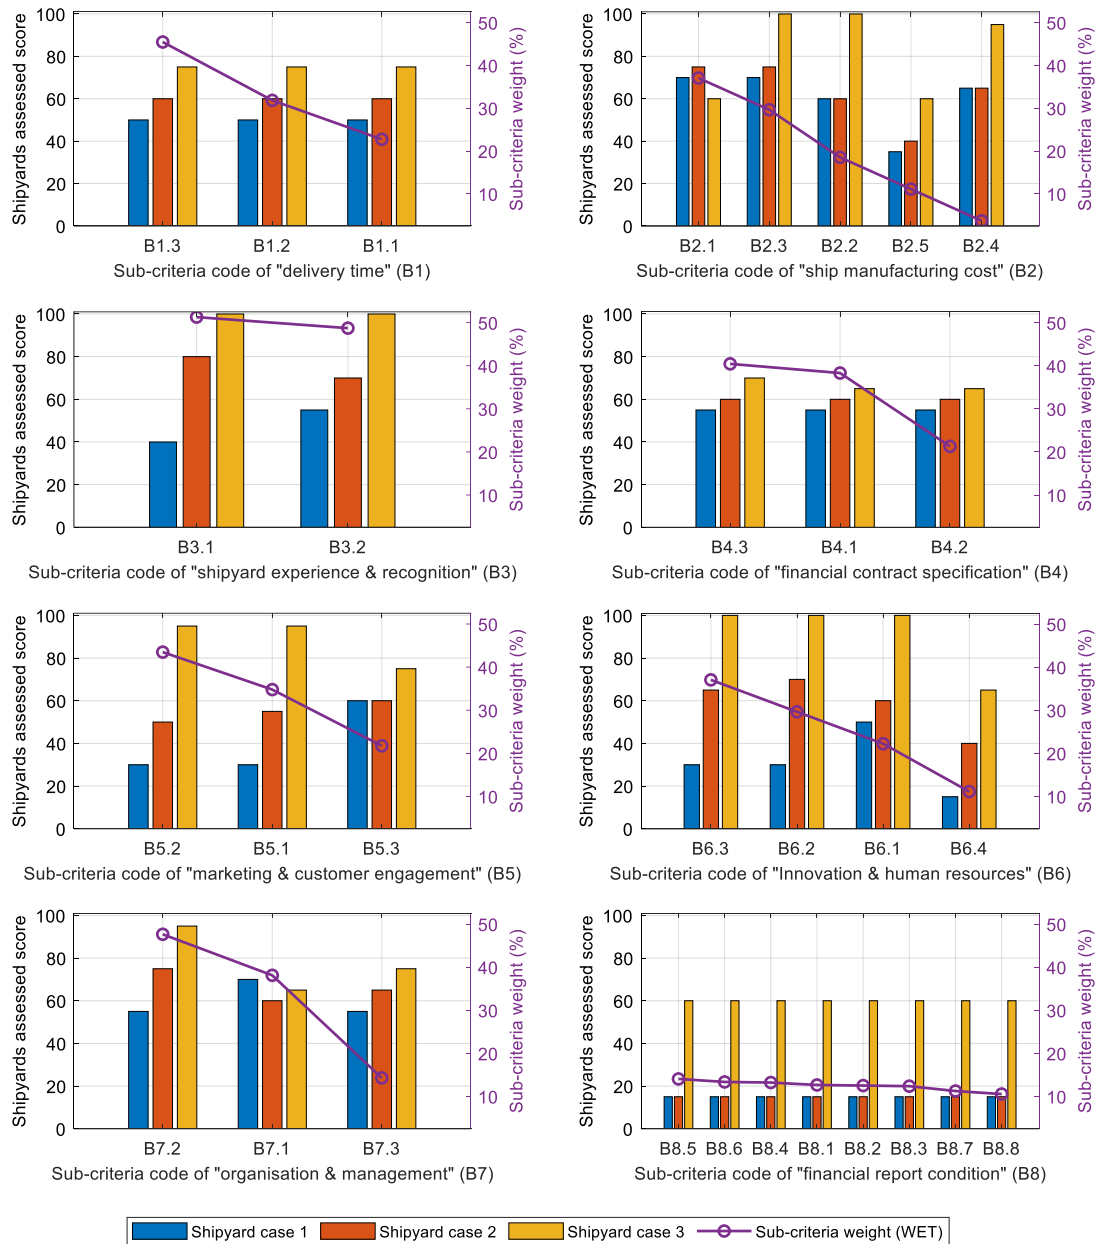 Shipyards assessed score
100
80
60
40
20
0
B1.3 B1.2 B1.1
50
40
30
20
10
Sub-criteria weight (%)
Sub-criteria code of "delivery time" (B1)
Shipyards assessed score
100
80
60
40
20
0
B2.1 B2.3 B2.2 B2.5 B2.4
50
40
30
20
10
Sub-criteria weight (%)
Sub-criteria code of "ship manufacturing cost" (B2)
Shipyards assessed score
100
80
60
40
20
0
B3.1 B3.2
50
40
30
20
10
Sub-criteria weight (%)
Sub-criteria code of "shipyard experience & recognition" (B3)
Shipyards assessed score
100
80
60
40
20
0
B4.3 B4.1 B4.2
50
40
30
20
10
Sub-criteria weight (%)
Sub-criteria code of "financial contract specification" (B4)
Shipyards assessed score
100
80
60
40
20
0
B5.2 B5.1 B5.3
50
40
30
20
10
Sub-criteria weight (%)
Sub-criteria code of "marketing & customer engagement" (B5)
Shipyards assessed score
100
80
60
40
20
0
B6.3 B6.2 B6.1 B6.4
50
40
30
20
10
Sub-criteria weight (%)
Sub-criteria code of "Innovation & human resources" (B6)
Shipyards assessed score
100
80
60
40
20
0
B7.2 B7.1 B7.3
50
40
30
20
10
Sub-criteria weight (%)
Sub-criteria code of "organisation & management" (B7)
Shipyards assessed score
100
80
60
40
20
0
B8.5 B8.6 B8.4 B8.1 B8.2 B8.3 B8.7 B8.8
50
40
30
20
10
Sub-criteria weight (%)
Sub-criteria code of "financial report condition" (B8)
Shipyard case 1 Shipyard case 2 Shipyard case 3 Sub-criteria weight (WET)